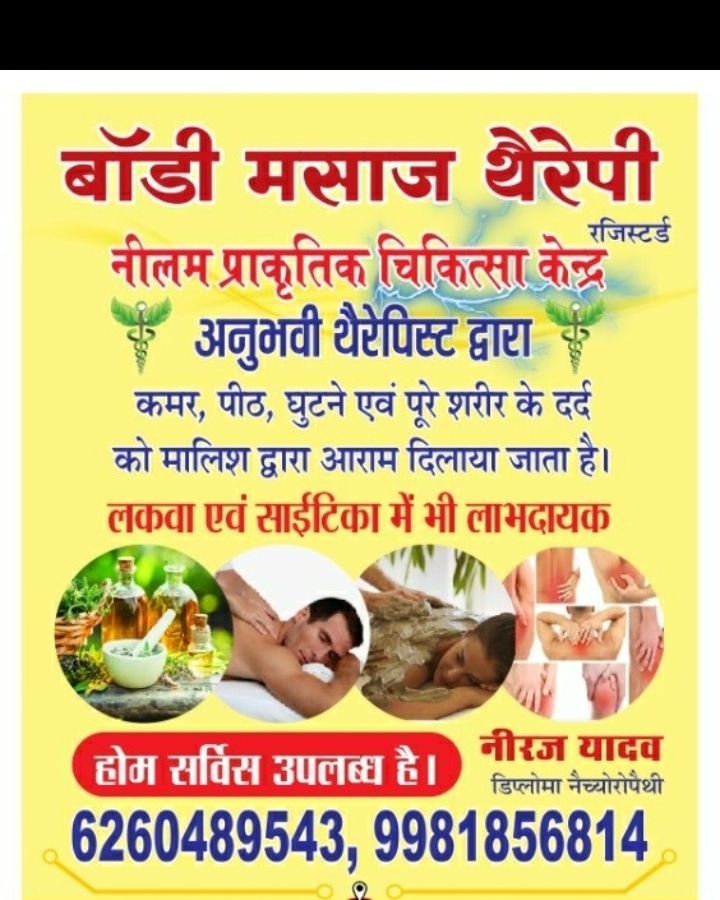 बॉडी मसाज थैरेपी
रजिस्टर्ड
नीलम प्राकृतिक चिकित्सा केन्द्र
अनुभवी थैरेपिस्ट द्वारा
कमर, पीठ, घुटने एवं पूरे शरीर के दर्द
को मालिश द्वारा आराम दिलाया जाता है।
लकवा एवं साईटिका में भी लाभदायक
होम सर्विस उपलब्ध है।
नीरज यादव
डिप्लोमा नैच्योरोपैथी
6260489543, 9981856814